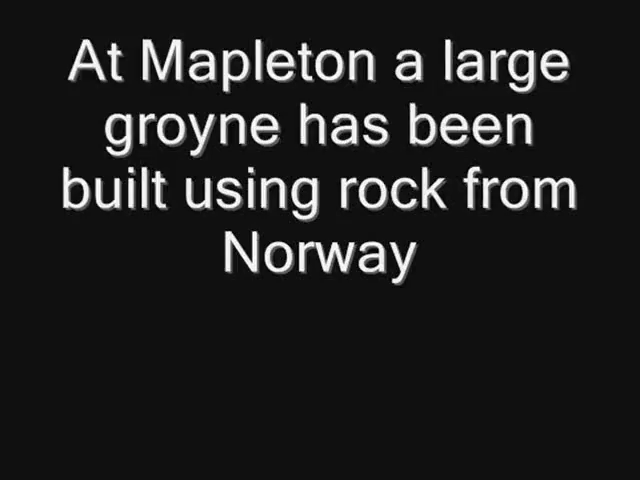 At Mapleton a large
groyne has been
built using rock from
Norway